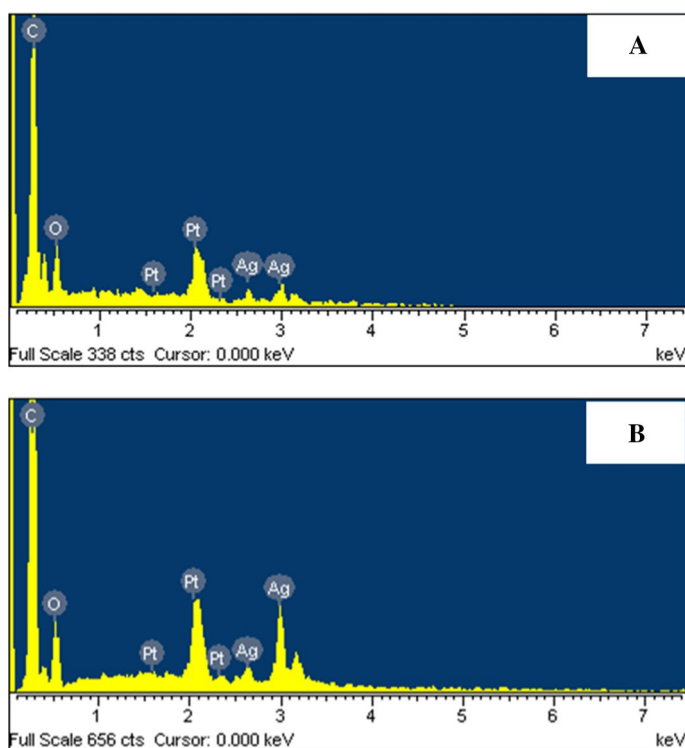 A
C
O
Pt
Pt
Pt
Ag
Ag
1 2 3 4 5 6 7
Full Scale 338 cts Cursor: 0.000 keV keV
B
C
O
Pt
Pt
Pt
Ag
Ag
1 2 3 4 5 6 7
Full Scale 656 cts Cursor: 0.000 keV keV